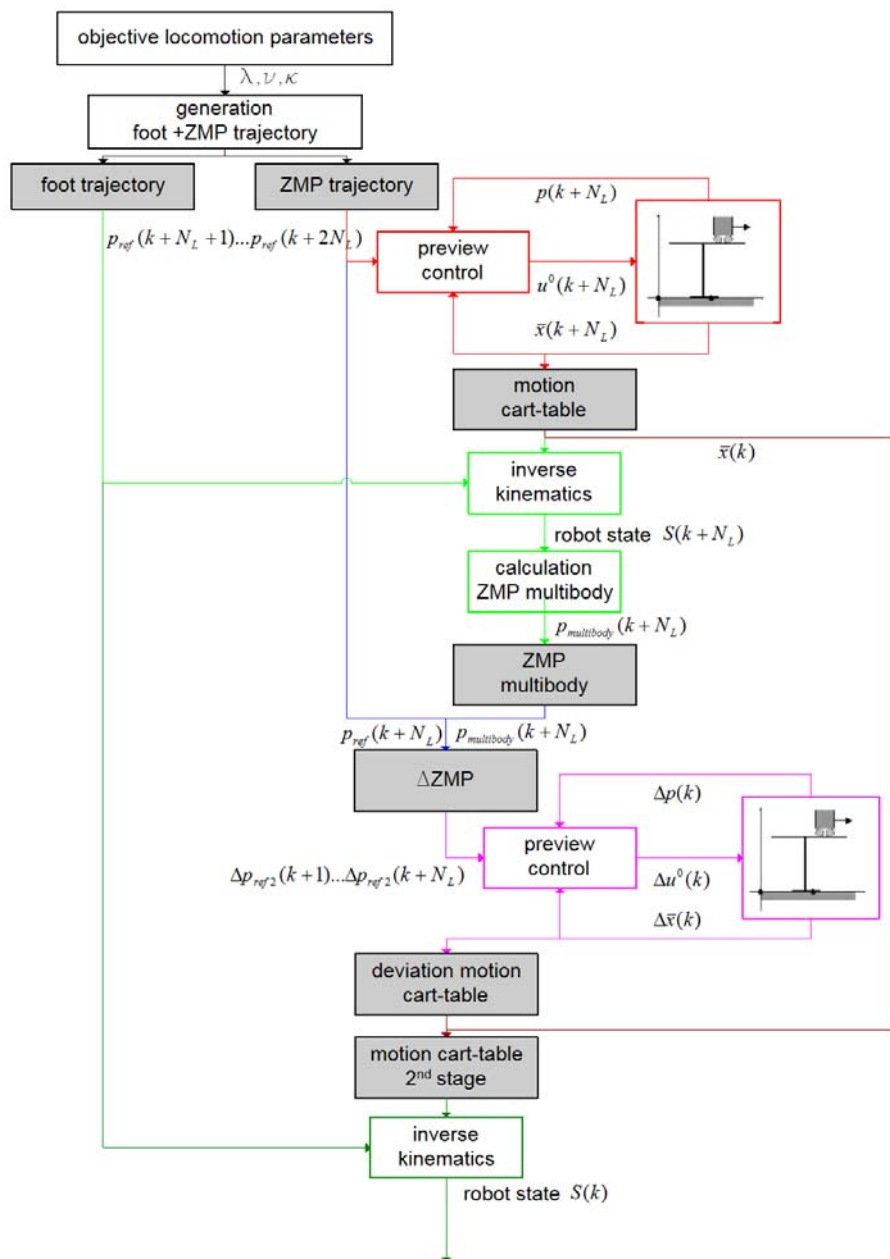 objective locomotion parameters
λ, ν, κ
generation
foot +ZMP trajectory
foot trajectory
ZMP trajectory
p(k + N_L)
p_ref(k + N_L + 1)...p_ref(k + 2N_L)
preview
control
u⁰(k + N_L)
x̄(k + N_L)
motion
cart-table
x̄(k)
inverse
kinematics
robot state S(k + N_L)
calculation
ZMP multibody
p_multibody(k + N_L)
ZMP
multibody
p_ref(k + N_L) p_multibody(k + N_L)
ΔZMP
Δp(k)
preview
control
Δp_ref2(k+1)...Δp_ref2(k + N_L)
Δu⁰(k)
Δx̄(k)
deviation motion
cart-table
motion cart-table
2nd stage
inverse
kinematics
robot state S(k)